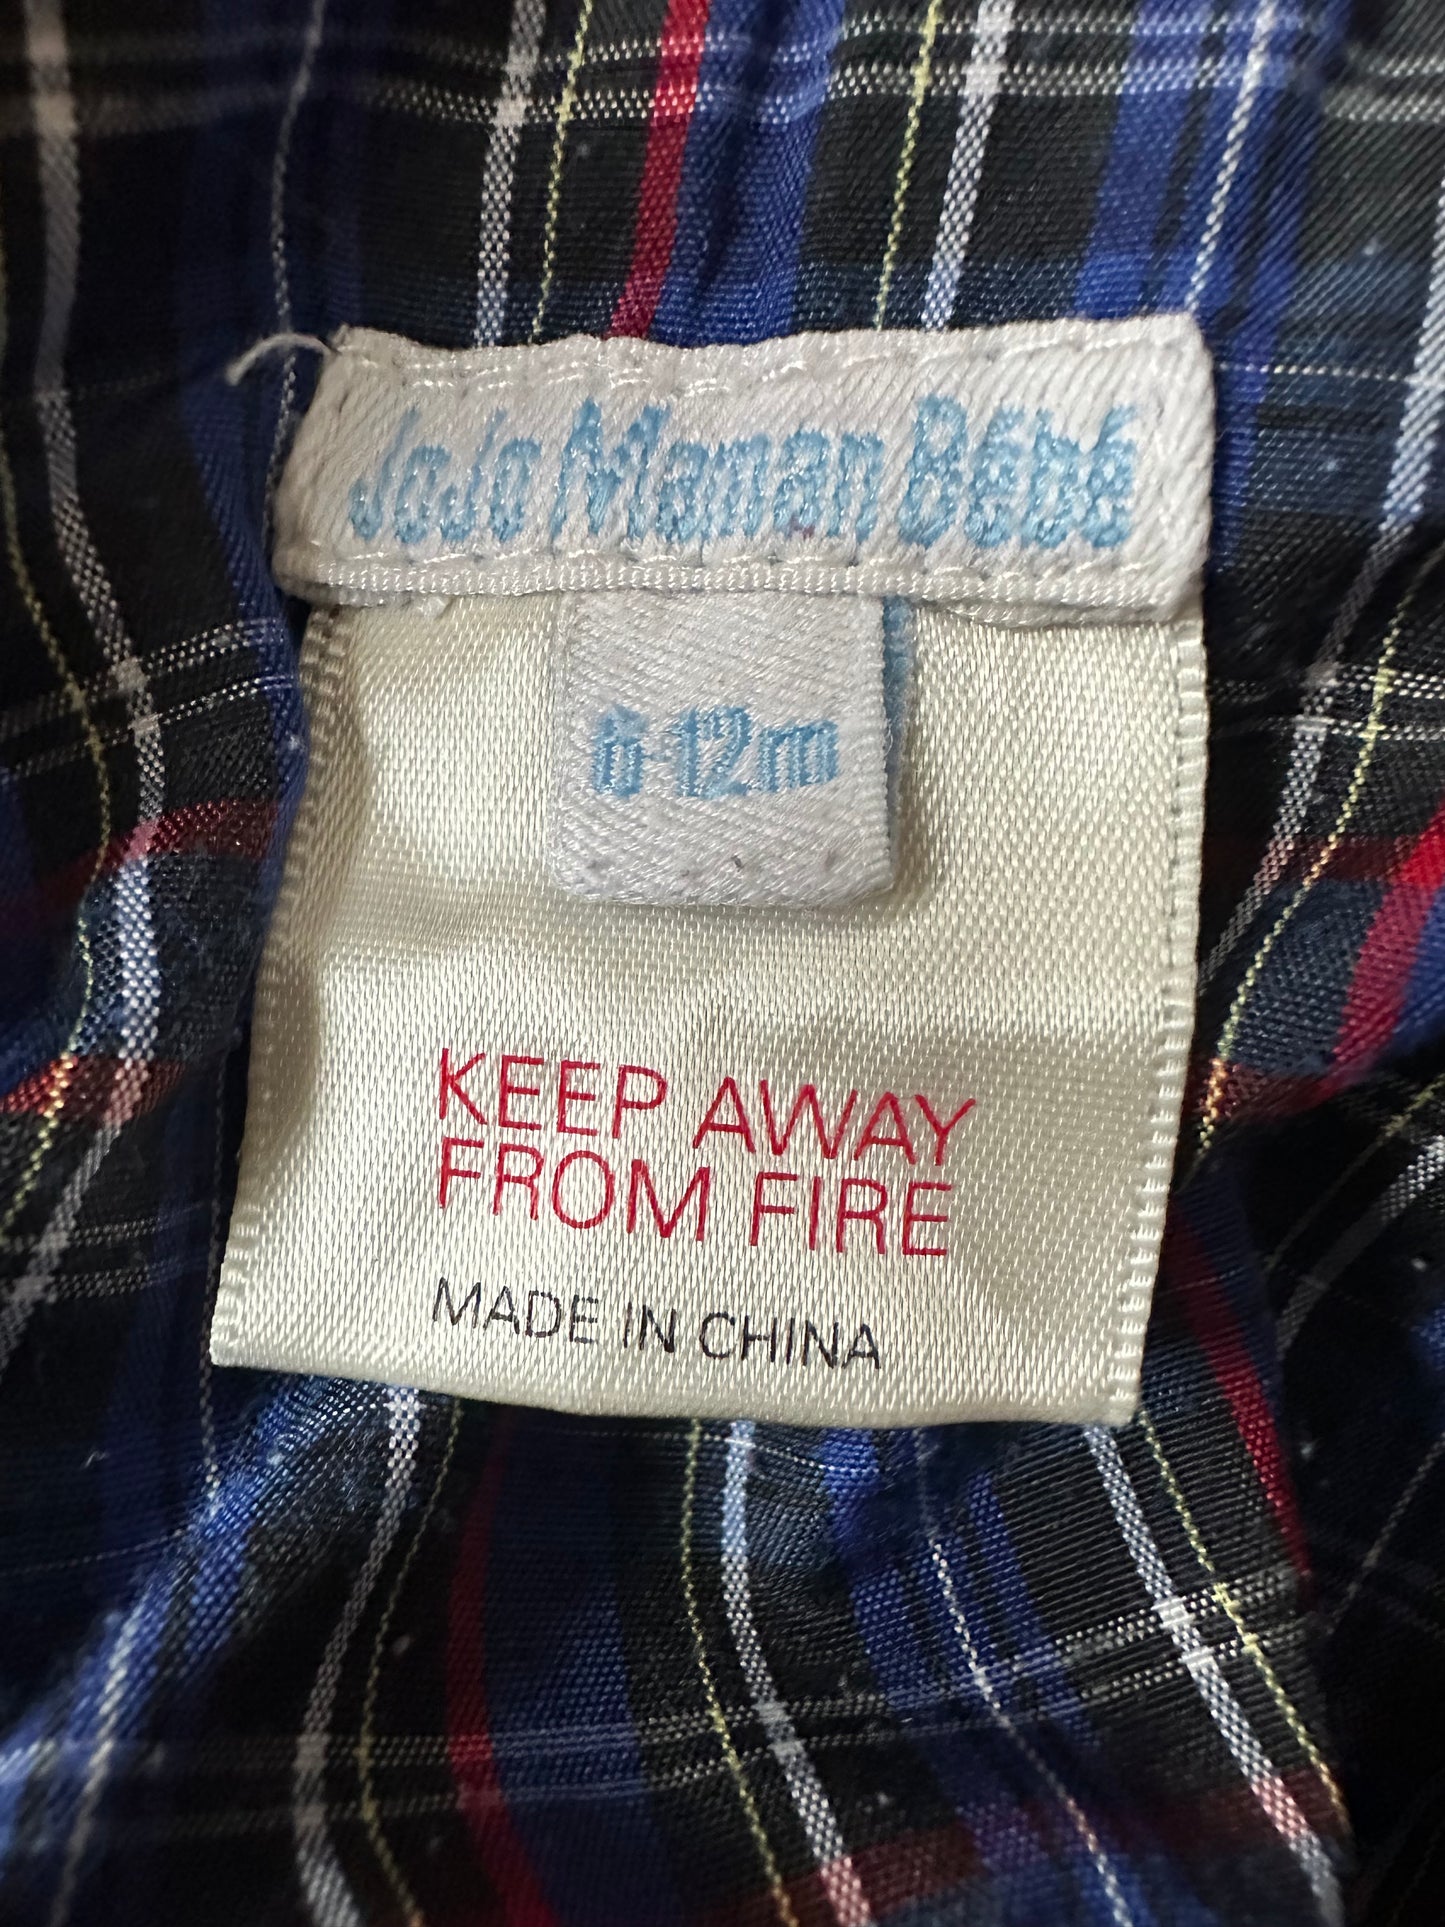 JoJo Maman Bébé
6-12m
KEEP AWAY
FROM FIRE
MADE IN CHINA